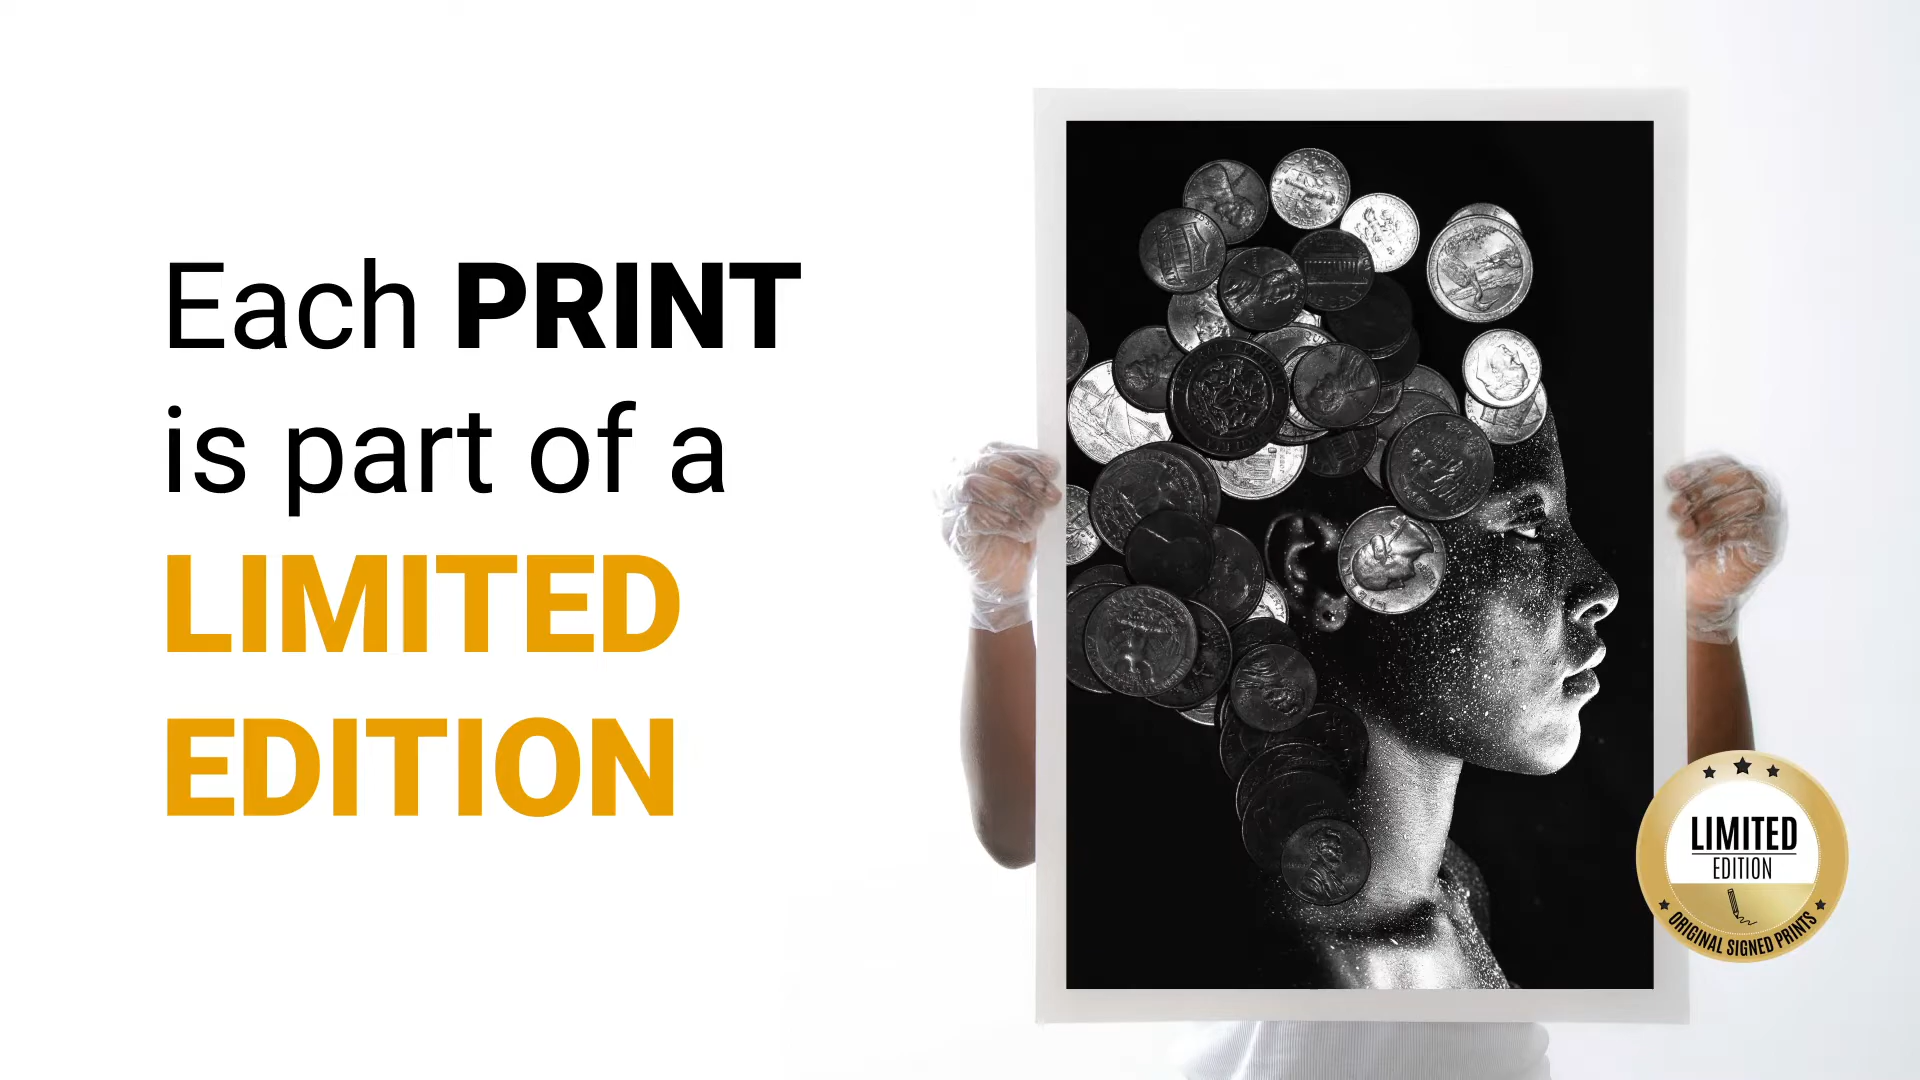 Each PRINT
is part of a
LIMITED
EDITION
LIMITED
EDITION
ORIGINAL SIGNED PRINTS